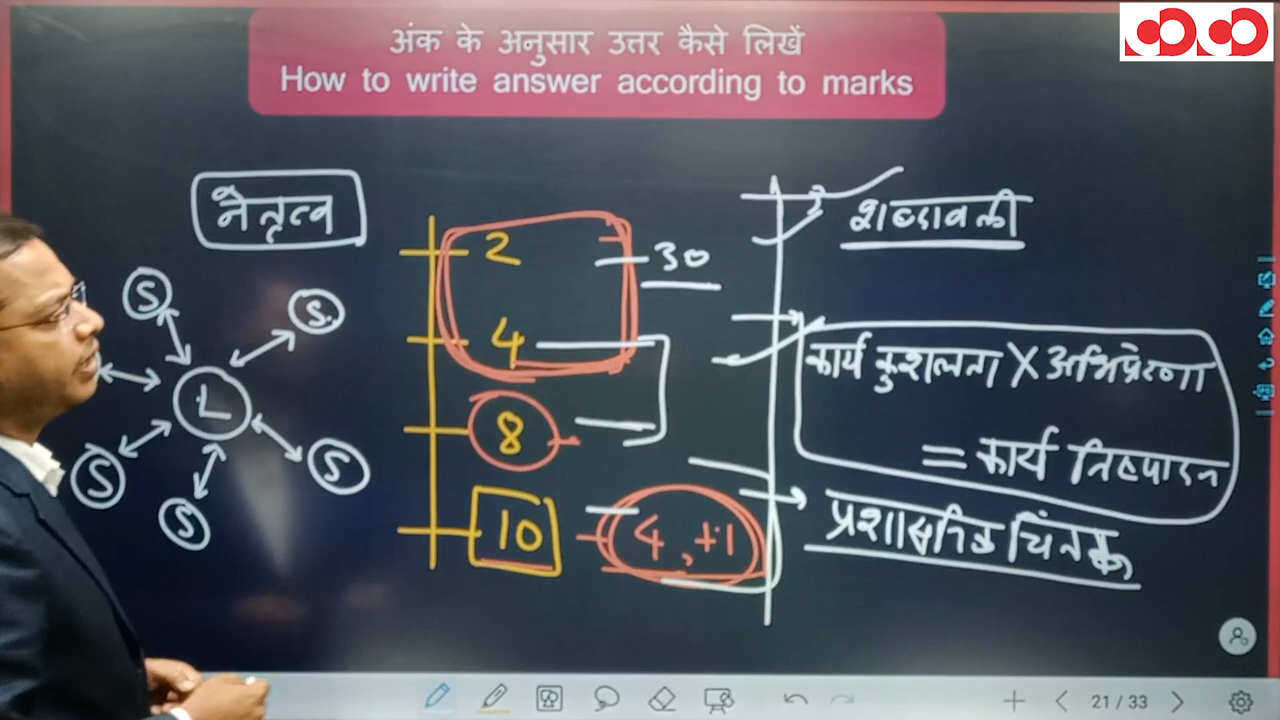 अंक के अनुसार उत्तर कैसे लिखें
How to write answer according to marks
नेतृत्व
S
S
S
S
S
L
2
30
4
8
10
4, +1
शब्दावली
कार्य कुशलता X अभिप्रेरणा
= कार्य निष्पादन
प्रशासनिक चिंतक
21 / 33